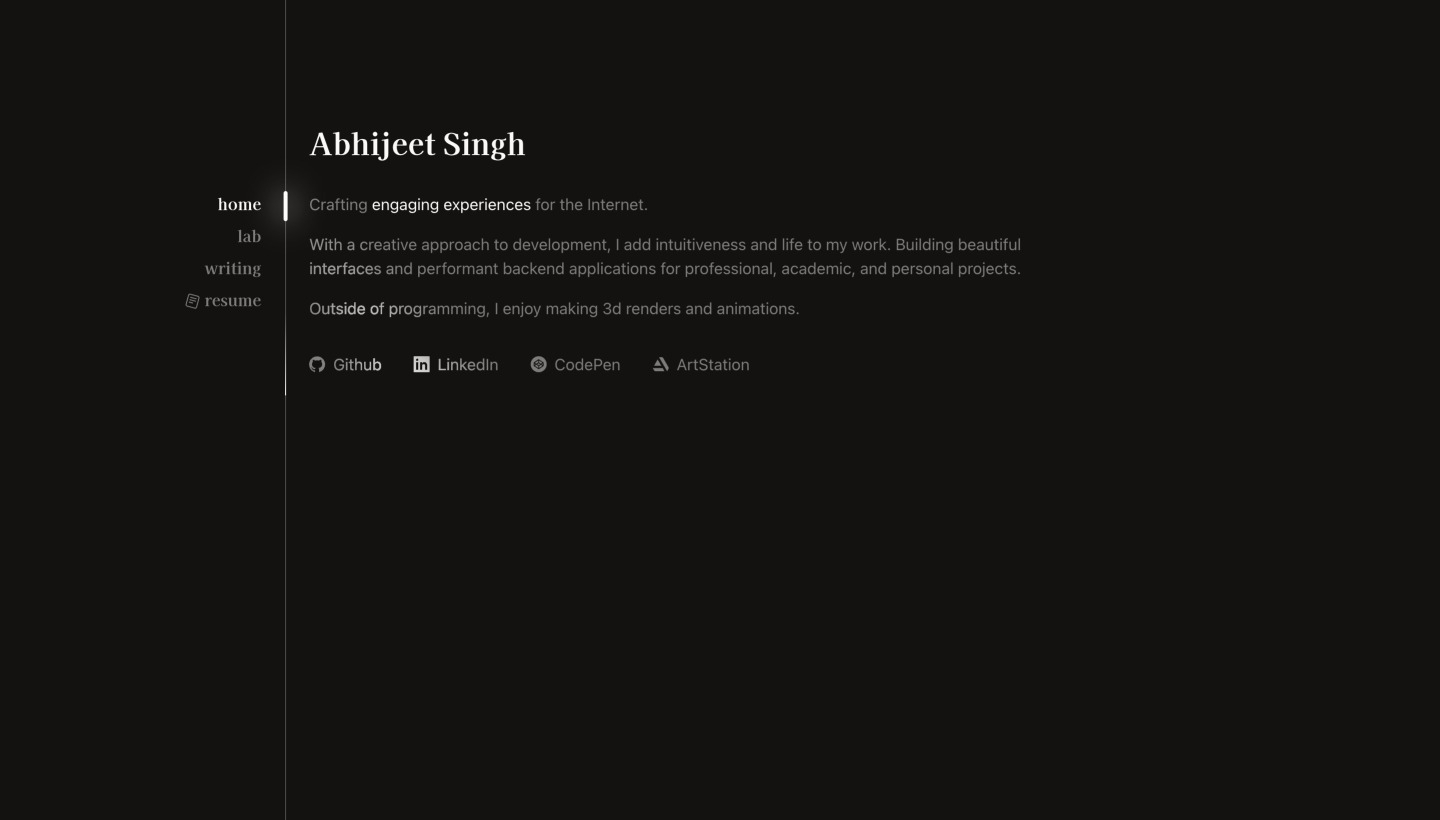 Abhijeet Singh
home
lab
writing
resume
Crafting engaging experiences for the Internet.
With a creative approach to development, I add intuitiveness and life to my work. Building beautiful
interfaces and performant backend applications for professional, academic, and personal projects.
Outside of programming, I enjoy making 3d renders and animations.
Github LinkedIn CodePen ArtStation